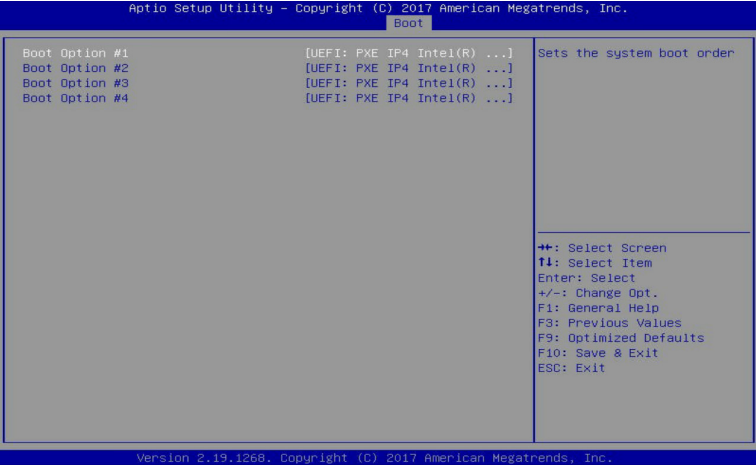 Aptio Setup Utility – Copyright (C) 2017 American Megatrends, Inc.
Boot
Boot Option #1 [UEFI: PXE IP4 Intel(R) ...]
Boot Option #2 [UEFI: PXE IP4 Intel(R) ...]
Boot Option #3 [UEFI: PXE IP4 Intel(R) ...]
Boot Option #4 [UEFI: PXE IP4 Intel(R) ...]
Sets the system boot order
→←: Select Screen
↑↓: Select Item
Enter: Select
+/-: Change Opt.
F1: General Help
F3: Previous Values
F9: Optimized Defaults
F10: Save & Exit
ESC: Exit
Version 2.19.1268. Copyright (C) 2017 American Megatrends, Inc.